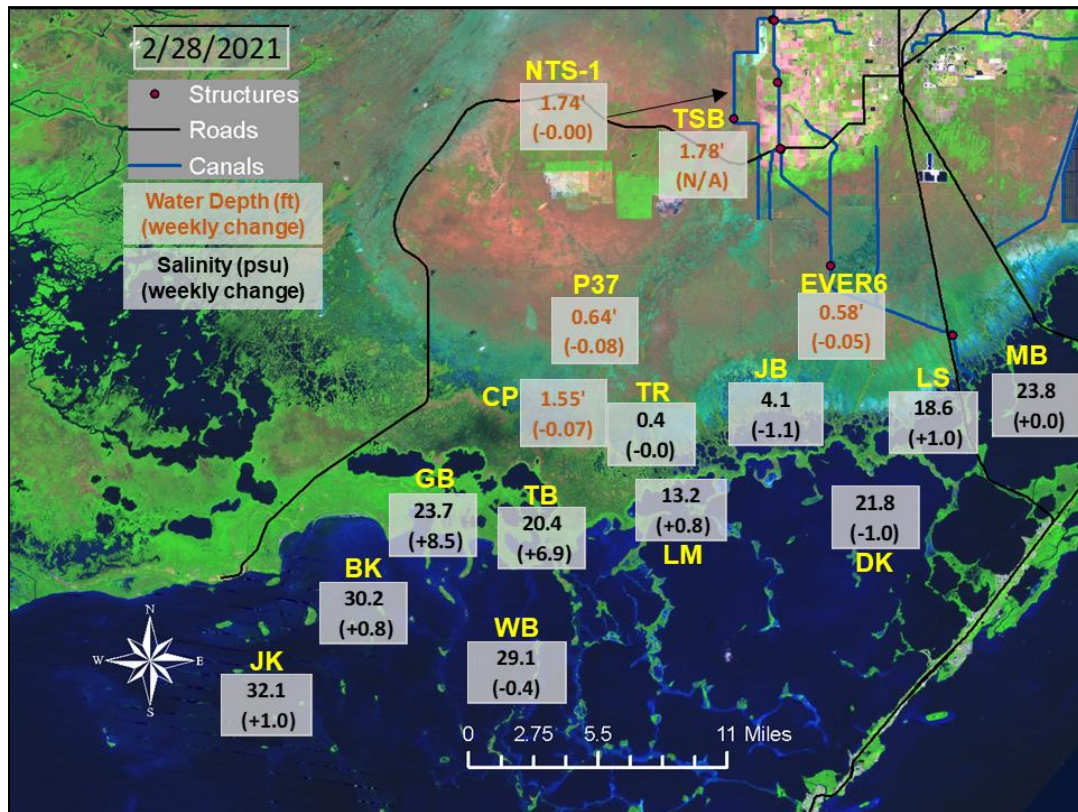 2/28/2021
Structures
Roads
Canals
Water Depth (ft)
(weekly change)
Salinity (psu)
(weekly change)
NTS-1
1.74'
(-0.00)
TSB
1.78'
(N/A)
P37
0.64'
(-0.08)
EVER6
0.58'
(-0.05)
CP
1.55'
(-0.07)
TR
0.4
(-0.0)
JB
4.1
(-1.1)
LS
18.6
(+1.0)
MB
23.8
(+0.0)
GB
23.7
(+8.5)
TB
20.4
(+6.9)
13.2
(+0.8)
LM
21.8
(-1.0)
DK
BK
30.2
(+0.8)
WB
29.1
(-0.4)
JK
32.1
(+1.0)
N
W E
S
0 2.75 5.5 11 Miles